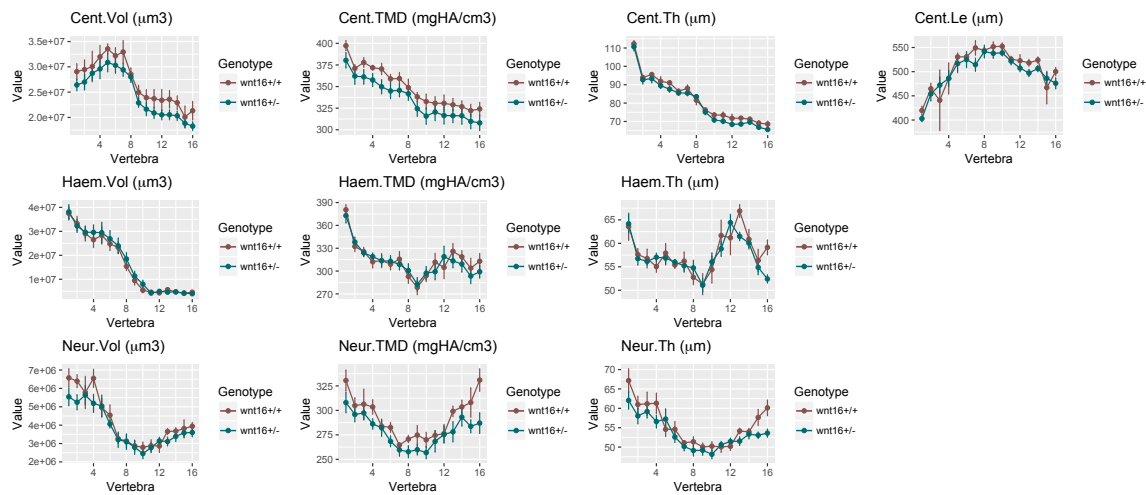 Cent.Vol (μm3)
Value
3.5e+07
3.0e+07
2.5e+07
2.0e+07
4 8 12 16
Vertebra
Genotype
wnt16+/+
wnt16+/-
Cent.TMD (mgHA/cm3)
Value
400
375
350
325
300
4 8 12 16
Vertebra
Genotype
wnt16+/+
wnt16+/-
Cent.Th (μm)
Value
110
100
90
80
70
4 8 12 16
Vertebra
Genotype
wnt16+/+
wnt16+/-
Cent.Le (μm)
Value
550
500
450
400
4 8 12 16
Vertebra
Genotype
wnt16+/+
wnt16+/-
Haem.Vol (μm3)
Value
4e+07
3e+07
2e+07
1e+07
4 8 12 16
Vertebra
Genotype
wnt16+/+
wnt16+/-
Haem.TMD (mgHA/cm3)
Value
390
360
330
300
270
4 8 12 16
Vertebra
Genotype
wnt16+/+
wnt16+/-
Haem.Th (μm)
Value
65
60
55
50
4 8 12 16
Vertebra
Genotype
wnt16+/+
wnt16+/-
Neur.Vol (μm3)
Value
7e+06
6e+06
5e+06
4e+06
3e+06
2e+06
4 8 12 16
Vertebra
Genotype
wnt16+/+
wnt16+/-
Neur.TMD (mgHA/cm3)
Value
325
300
275
250
4 8 12 16
Vertebra
Genotype
wnt16+/+
wnt16+/-
Neur.Th (μm)
Value
70
65
60
55
50
4 8 12 16
Vertebra
Genotype
wnt16+/+
wnt16+/-